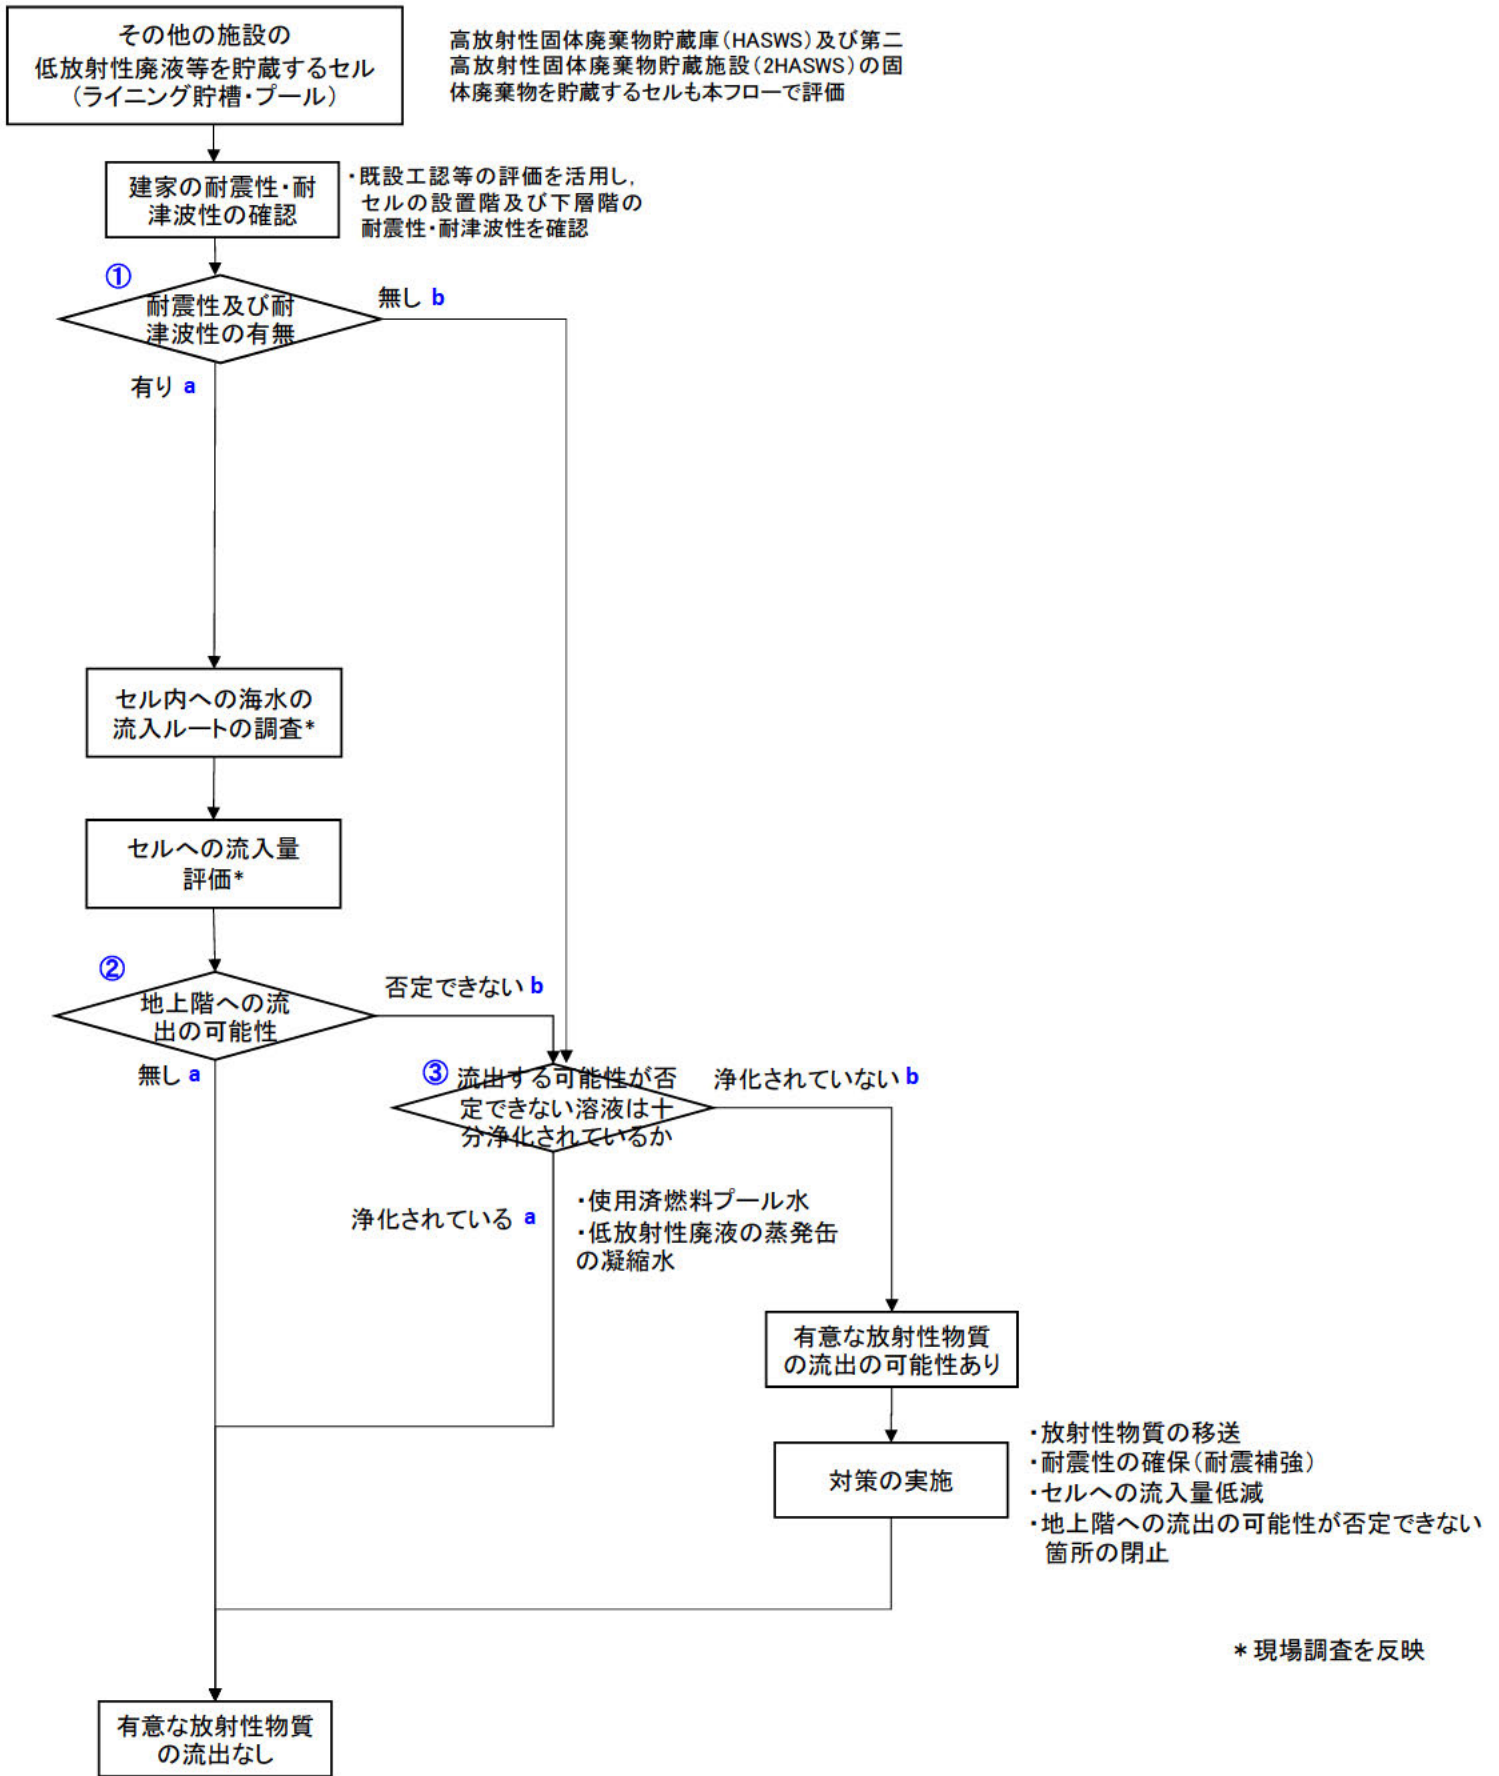 その他の施設の
低放射性廃液等を貯蔵するセル
(ライニング貯槽・プール)
高放射性固体廃棄物貯蔵庫(HASWS)及び第二
高放射性固体廃棄物貯蔵施設(2HASWS)の固
体廃棄物を貯蔵するセルも本フローで評価
建家の耐震性・耐
津波性の確認
・既設工認等の評価を活用し,
セルの設置階及び下層階の
耐震性・耐津波性を確認
①
耐震性及び耐
津波性の有無
無し b
有り a
セル内への海水の
流入ルートの調査*
セルへの流入量
評価*
②
地上階への流
出の可能性
否定できない b
無し a
③
流出する可能性が否
定できない溶液は十
分浄化されているか
浄化されていない b
浄化されている a
・使用済燃料プール水
・低放射性廃液の蒸発缶
の凝縮水
有意な放射性物質
の流出の可能性あり
対策の実施
・放射性物質の移送
・耐震性の確保(耐震補強)
・セルへの流入量低減
・地上階への流出の可能性が否定できない
箇所の閉止
* 現場調査を反映
有意な放射性物質
の流出なし